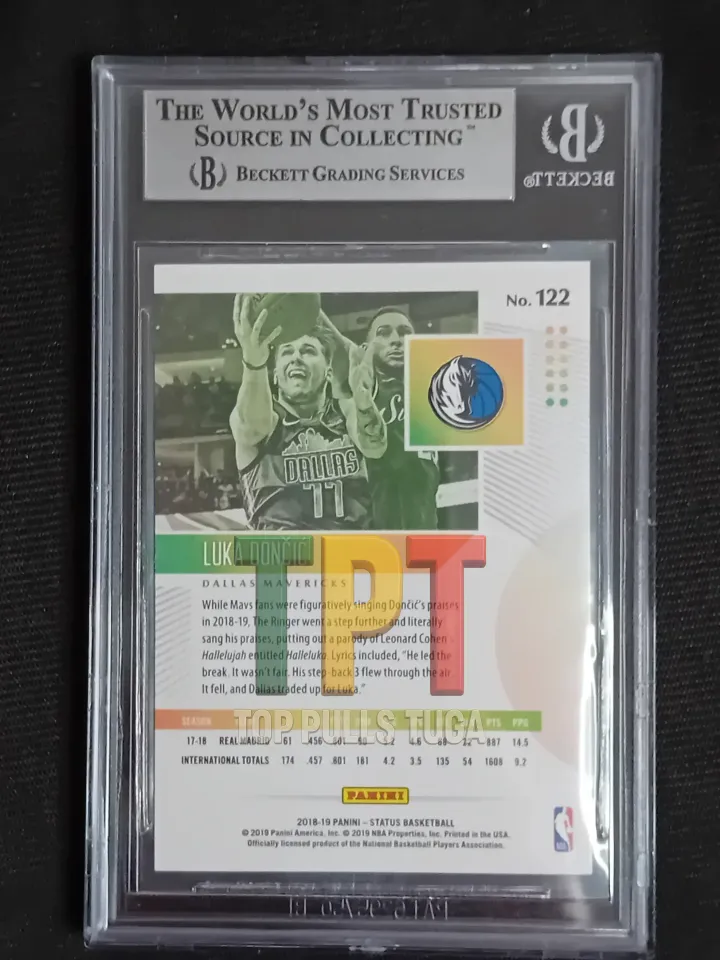 THE WORLD'S MOST TRUSTED
SOURCE IN COLLECTING™
B BECKETT GRADING SERVICES
B
BECKETT®
No. 122
DALLAS
77
LUKA DONČIĆ
DALLAS MAVERICKS
While Mavs fans were figuratively singing Dončić's praises
in 2018-19, The Ringer went a step further and literally
sang his praises, putting out a parody of Leonard Cohen
Hallelujah entitled Halleluka. Lyrics included, "He led the
break. It wasn't fair. His step-back 3 flew through the air.
It fell, and Dallas traded up for Luka."
TPT
TOP PULLS TUGA
SEASON PTS PPG
17-18 REAL MADRID 61 .456 887 14.5
INTERNATIONAL TOTALS 174 .457 .801 161 4.2 3.5 135 54 1608 9.2
PANINI
2018-19 PANINI – STATUS BASKETBALL
© 2019 Panini America, Inc. © 2019 NBA Properties, Inc. Printed in the USA.
Officially licensed product of the National Basketball Players Association.